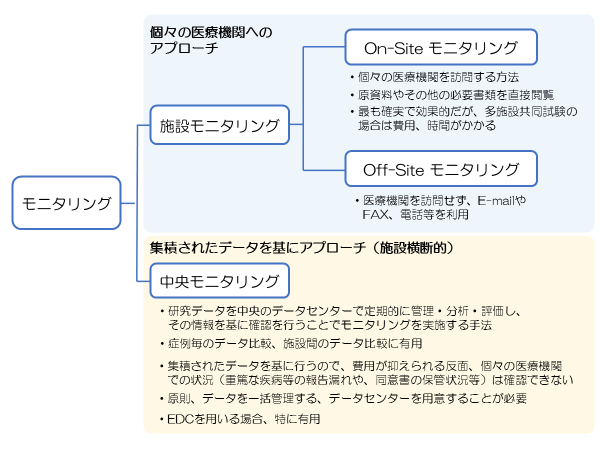 個々の医療機関への
アプローチ
On-Site モニタリング
・個々の医療機関を訪問する方法
・原資料やその他の必要書類を直接閲覧
・最も確実で効果的だが、多施設共同試験の
場合は費用、時間がかかる
施設モニタリング
Off-Site モニタリング
・医療機関を訪問せず、E-mailや
FAX、電話等を利用
モニタリング
集積されたデータを基にアプローチ（施設横断的）
中央モニタリング
・研究データを中央のデータセンターで定期的に管理・分析・評価し、
その情報を基に確認を行うことでモニタリングを実施する手法
・症例毎のデータ比較、施設間のデータ比較に有用
・集積されたデータを基に行うので、費用が抑えられる反面、個々の医療機関
での状況（重篤な疾病等の報告漏れや、同意書の保管状況等）は確認できない
・原則、データを一括管理する、データセンターを用意することが必要
・EDCを用いる場合、特に有用